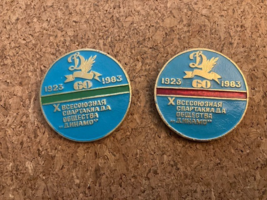 Д
1923 60 1983
X ВСЕСОЮЗНАЯ
СПАРТАКИАДА
ОБЩЕСТВА
„ДИНАМО"
Д
1923 60 1983
X ВСЕСОЮЗНАЯ
СПАРТАКИАДА
ОБЩЕСТВА
„ДИНАМО"